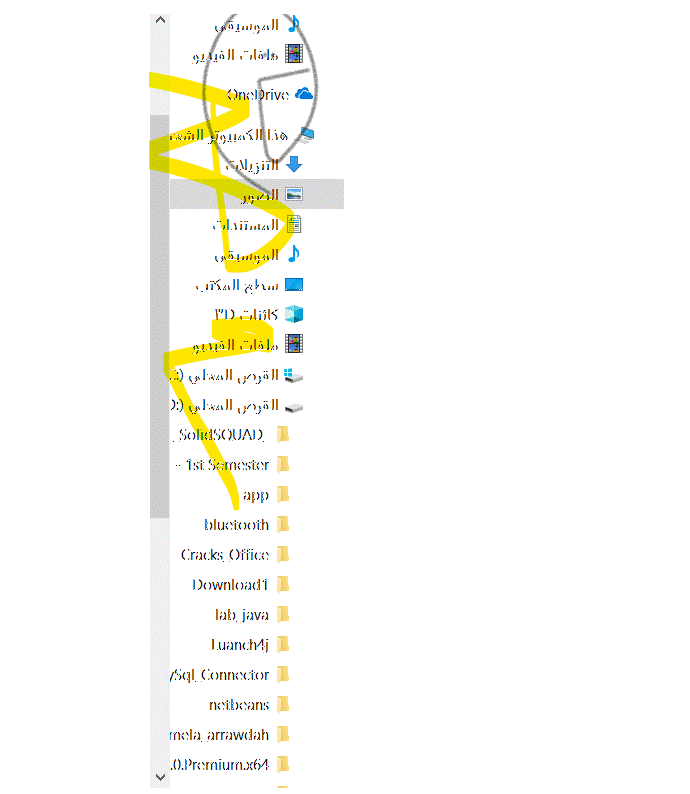 الموسيقى
ملفات الفيديو
OneDrive
هذا الكمبيوتر الشخ
التنزيلات
الصور
المستندات
الموسيقى
سطح المكتب
كائنات 3D
ملفات الفيديو
القرص المحلي (C:
القرص المحلي (D:
_SolidSQUAD_
1st Semester -
app
bluetooth
Cracks_Office
Download1
lab_java
Luanch4j
ySql_Connector
netbeans
mela_arrawdah
.0.Premium.x64